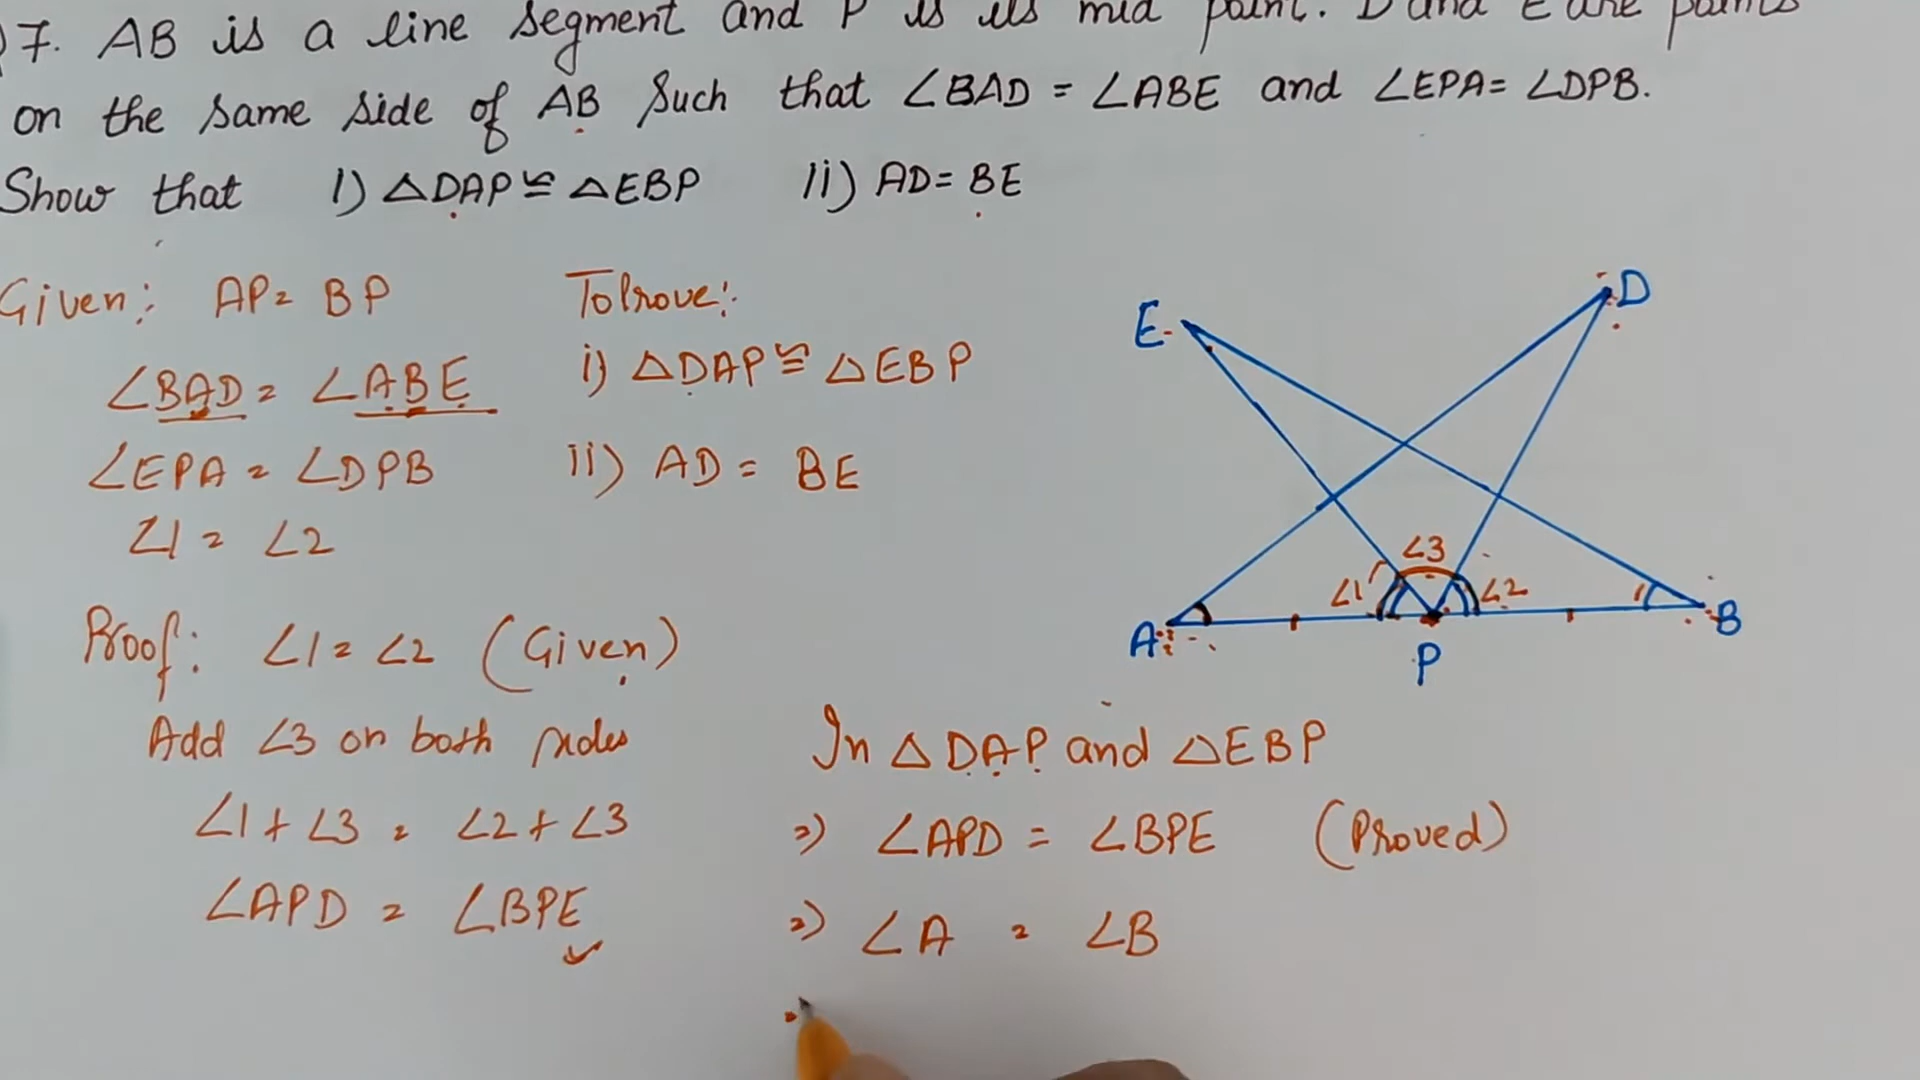 7. AB is a line segment and P is its mid point. D and E are points
on the same side of AB such that ∠BAD = ∠ABE and ∠EPA= ∠DPB.
Show that I) △DAP ≅ △EBP II) AD= BE
Given: AP= BP
∠BAD = ∠ABE
∠EPA = ∠DPB
∠1 = ∠2
To Prove:
i) △DAP ≅ △EBP
ii) AD = BE
E
D
∠3
∠1
∠2
A
P
B
Proof: ∠1 = ∠2 (Given)
Add ∠3 on both sides
∠1 + ∠3 = ∠2 + ∠3
∠APD = ∠BPE
In △DAP and △EBP
⇒ ∠APD = ∠BPE (Proved)
⇒ ∠A = ∠B